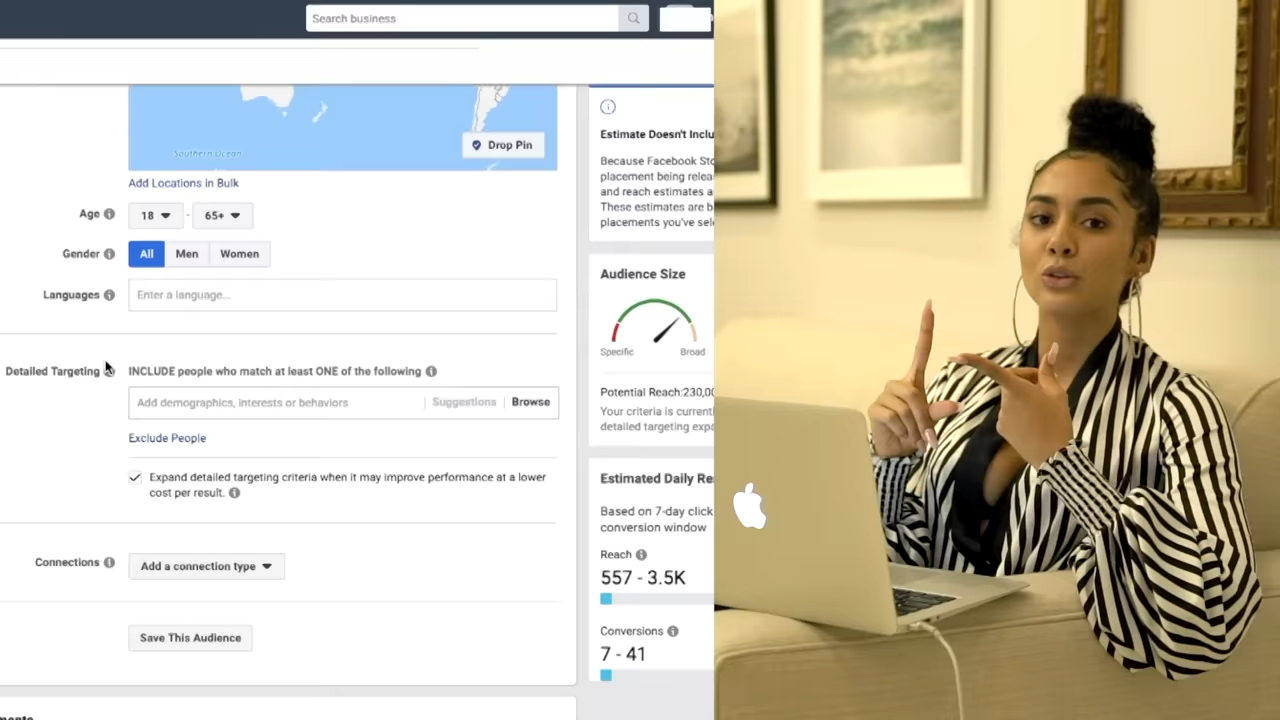 Search business
Southern Ocean
Drop Pin
Add Locations in Bulk
Age
18
-
65+
Gender
All
Men
Women
Languages
Enter a language...
Detailed Targeting
INCLUDE people who match at least ONE of the following
Add demographics, interests or behaviors
Suggestions
Browse
Exclude People
Expand detailed targeting criteria when it may improve performance at a lower
cost per result.
Connections
Add a connection type
Save This Audience
Estimate Doesn't Inclu
Because Facebook Sto
placement being relea
and reach estimates a
These estimates are b
placements you've sel
Audience Size
Specific
Broad
Potential Reach:230,00
Your criteria is current
detailed targeting expa
Estimated Daily Re
Based on 7-day click
conversion window
Reach
557 - 3.5K
Conversions
7 - 41